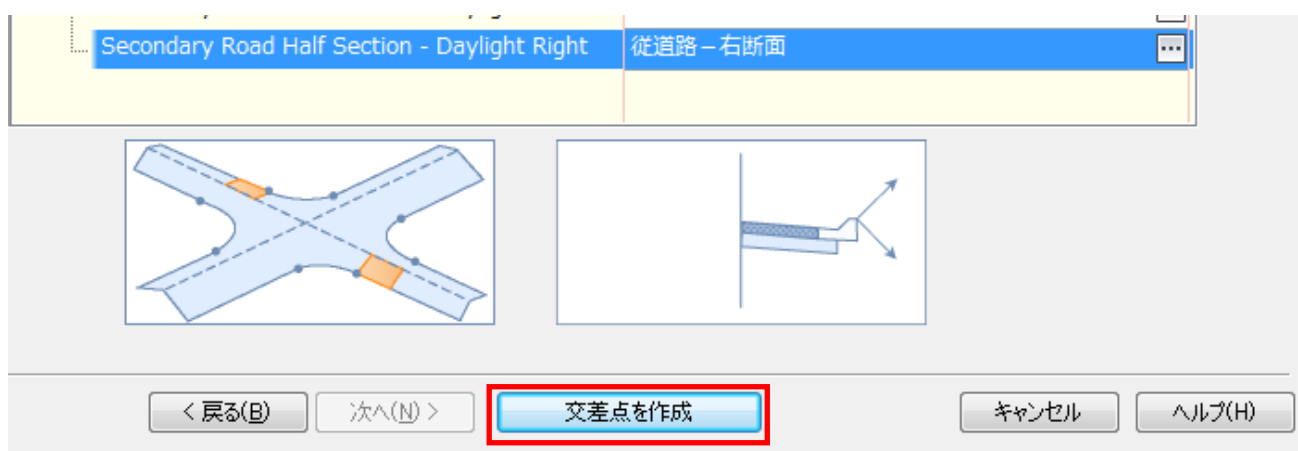 Secondary Road Half Section - Daylight Right 従道路－右断面 ...
< 戻る(B) 次へ(N) > 交差点を作成 キャンセル ヘルプ(H)